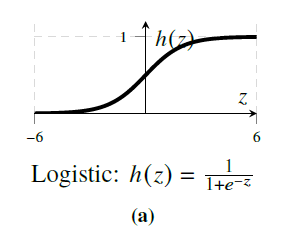 1 h(z)
z
−6 6
Logistic: h(z) = 1/(1+e^−z)
(a)